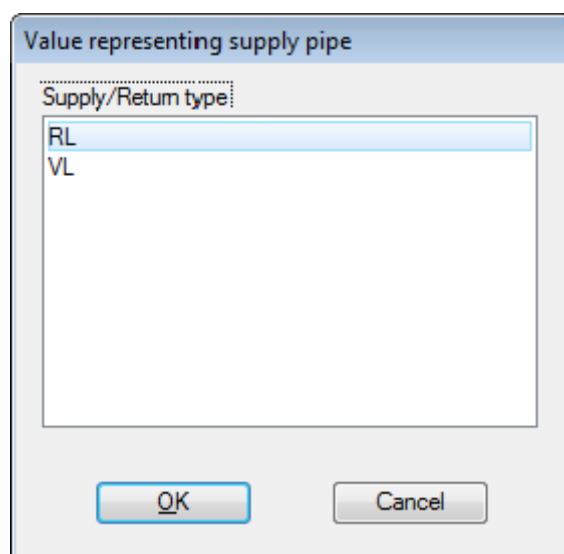 Value representing supply pipe
Supply/Return type
RL
VL
OK
Cancel